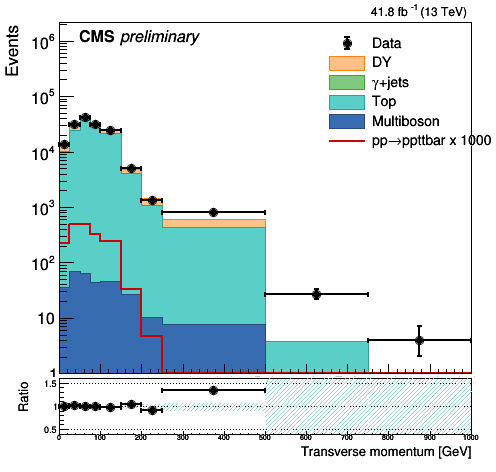 41.8 fb⁻¹ (13 TeV)
CMS preliminary
Events
10⁶
10⁵
10⁴
10³
10²
10
1
Data
DY
γ+jets
Top
Multiboson
pp→ppttbar x 1000
Ratio
1.5
1
0.5
0 100 200 300 400 500 600 700 800 900 1000
Transverse momentum [GeV]